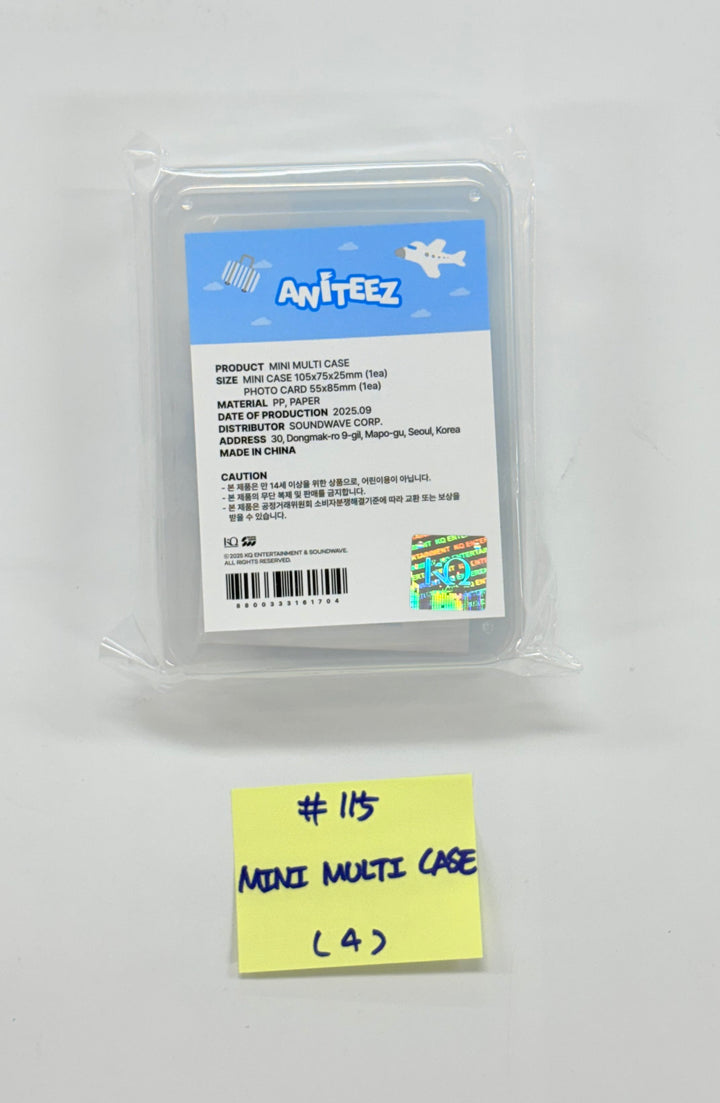 ANITEEZ
PRODUCT MINI MULTI CASE
SIZE MINI CASE 105x75x25mm (1ea)
PHOTO CARD 55x85mm (1ea)
MATERIAL PP, PAPER
DATE OF PRODUCTION 2025.09
DISTRIBUTOR SOUNDWAVE CORP.
ADDRESS 30, Dongmak-ro 9-gil, Mapo-gu, Seoul, Korea
MADE IN CHINA
CAUTION
- 본 제품은 만 14세 이상을 위한 상품으로, 어린이용이 아닙니다.
- 본 제품의 무단 복제 및 판매를 금지합니다.
- 본 제품은 공정거래위원회 소비자분쟁해결기준에 따라 교환 또는 보상을
받을 수 있습니다.
KQ
©2025 KQ ENTERTAINMENT & SOUNDWAVE.
ALL RIGHTS RESERVED.
8800333161704
KQ
#115
MINI MULTI CASE
(4)